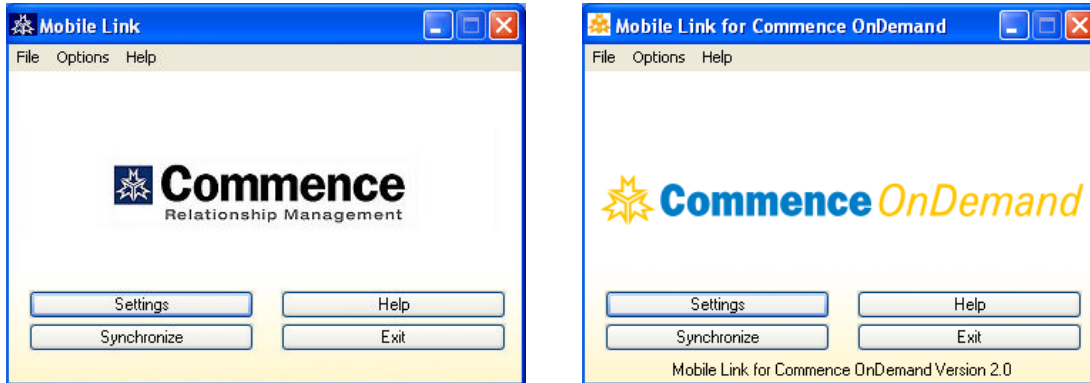 Mobile Link
File Options Help
Commence
Relationship Management
Settings Help
Synchronize Exit
Mobile Link for Commence OnDemand
File Options Help
Commence OnDemand
Settings Help
Synchronize Exit
Mobile Link for Commence OnDemand Version 2.0